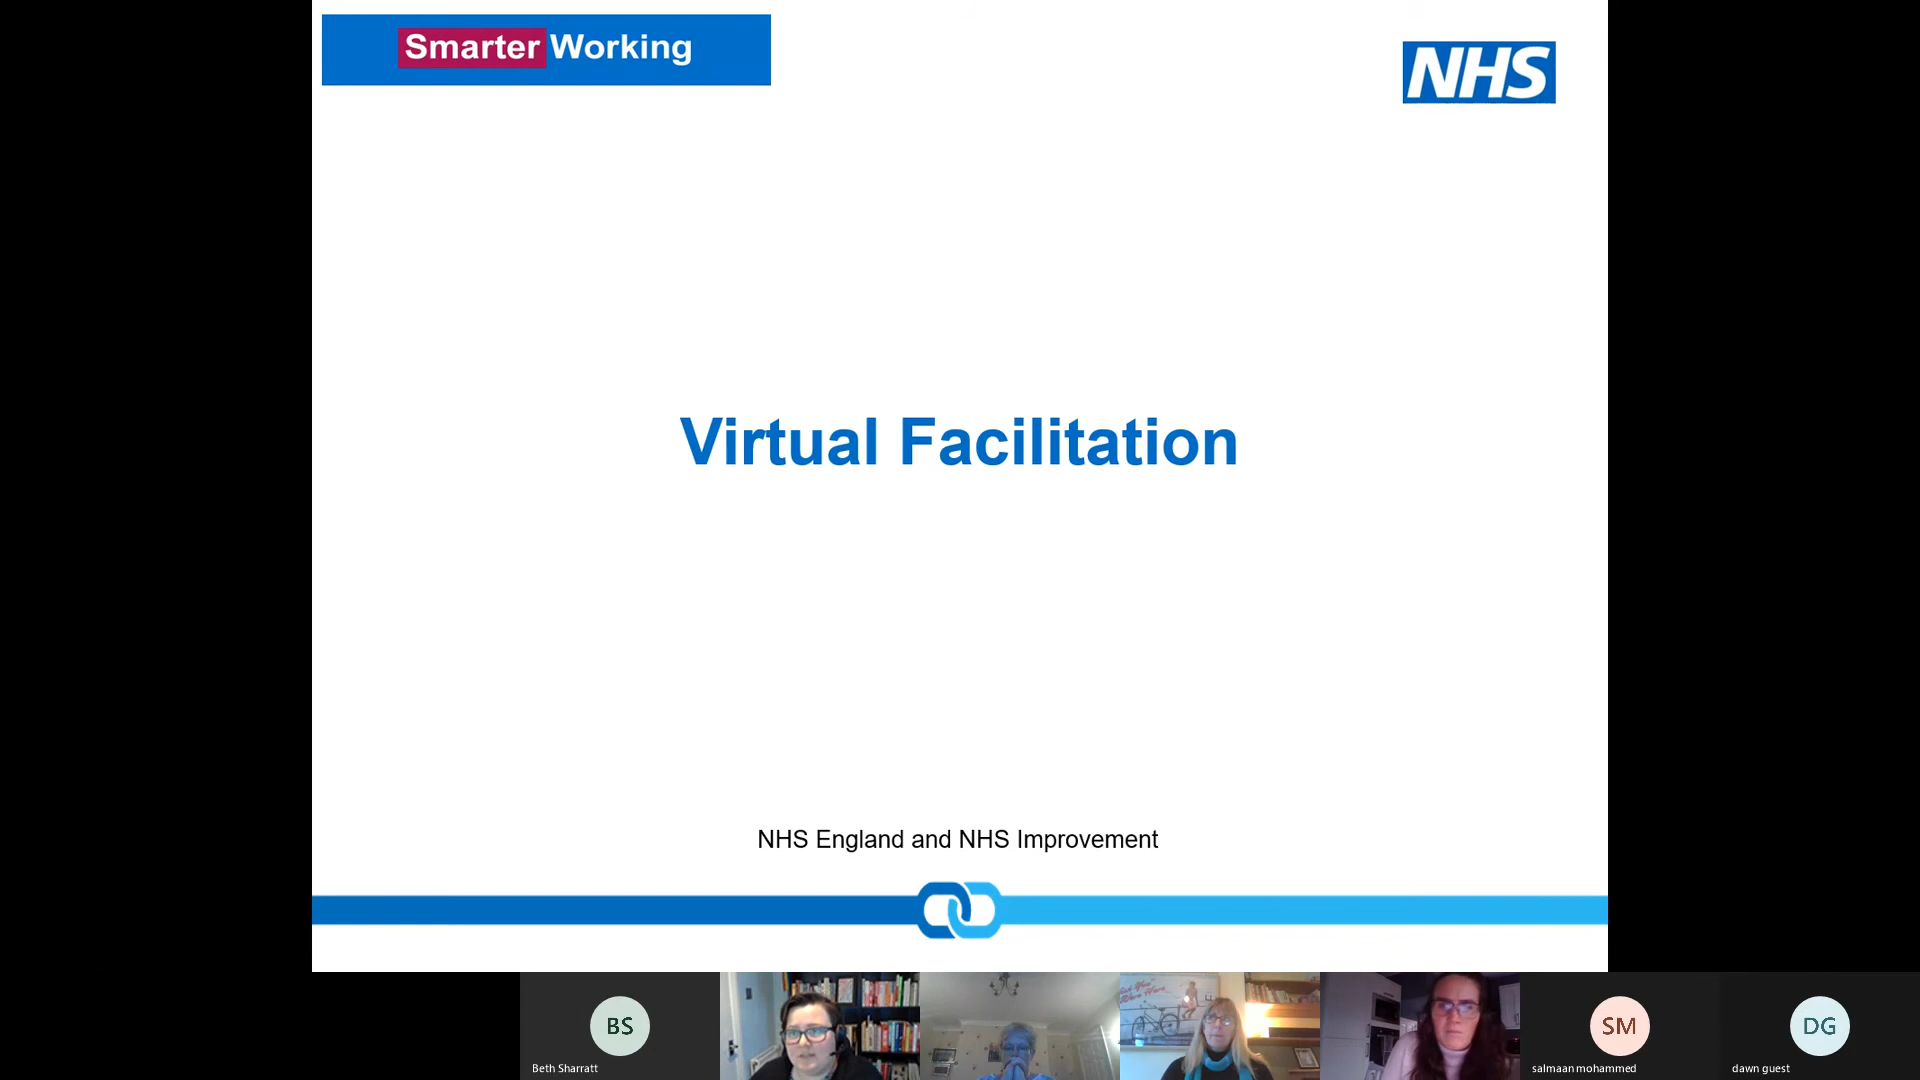 Smarter Working
NHS
Virtual Facilitation
NHS England and NHS Improvement
BS
Beth Sharratt
SM
salmaan mohammed
DG
dawn guest